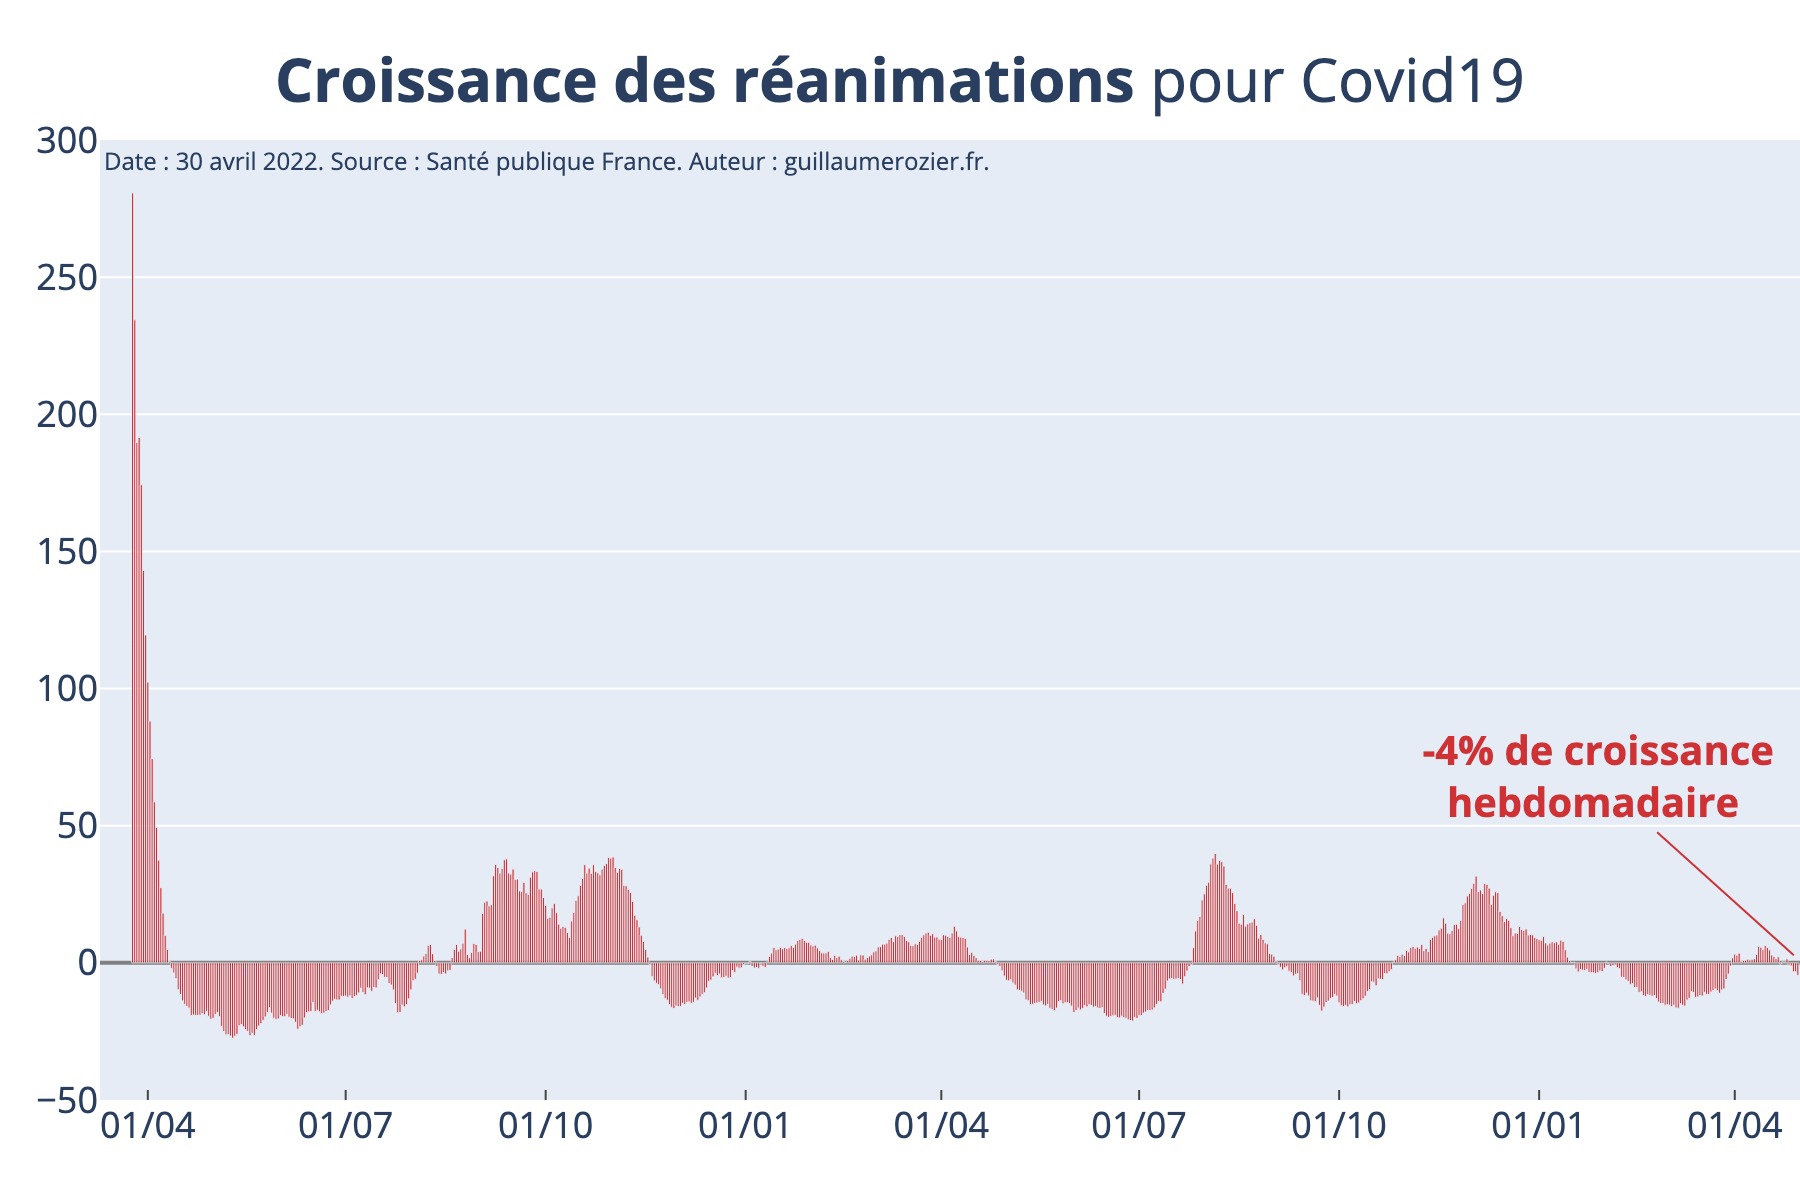 Croissance des réanimations pour Covid19
300
Date : 30 avril 2022. Source : Santé publique France. Auteur : guillaumerozier.fr.
250
200
150
100
-4% de croissance
hebdomadaire
50
0
−50
01/04 01/07 01/10 01/01 01/04 01/07 01/10 01/01 01/04